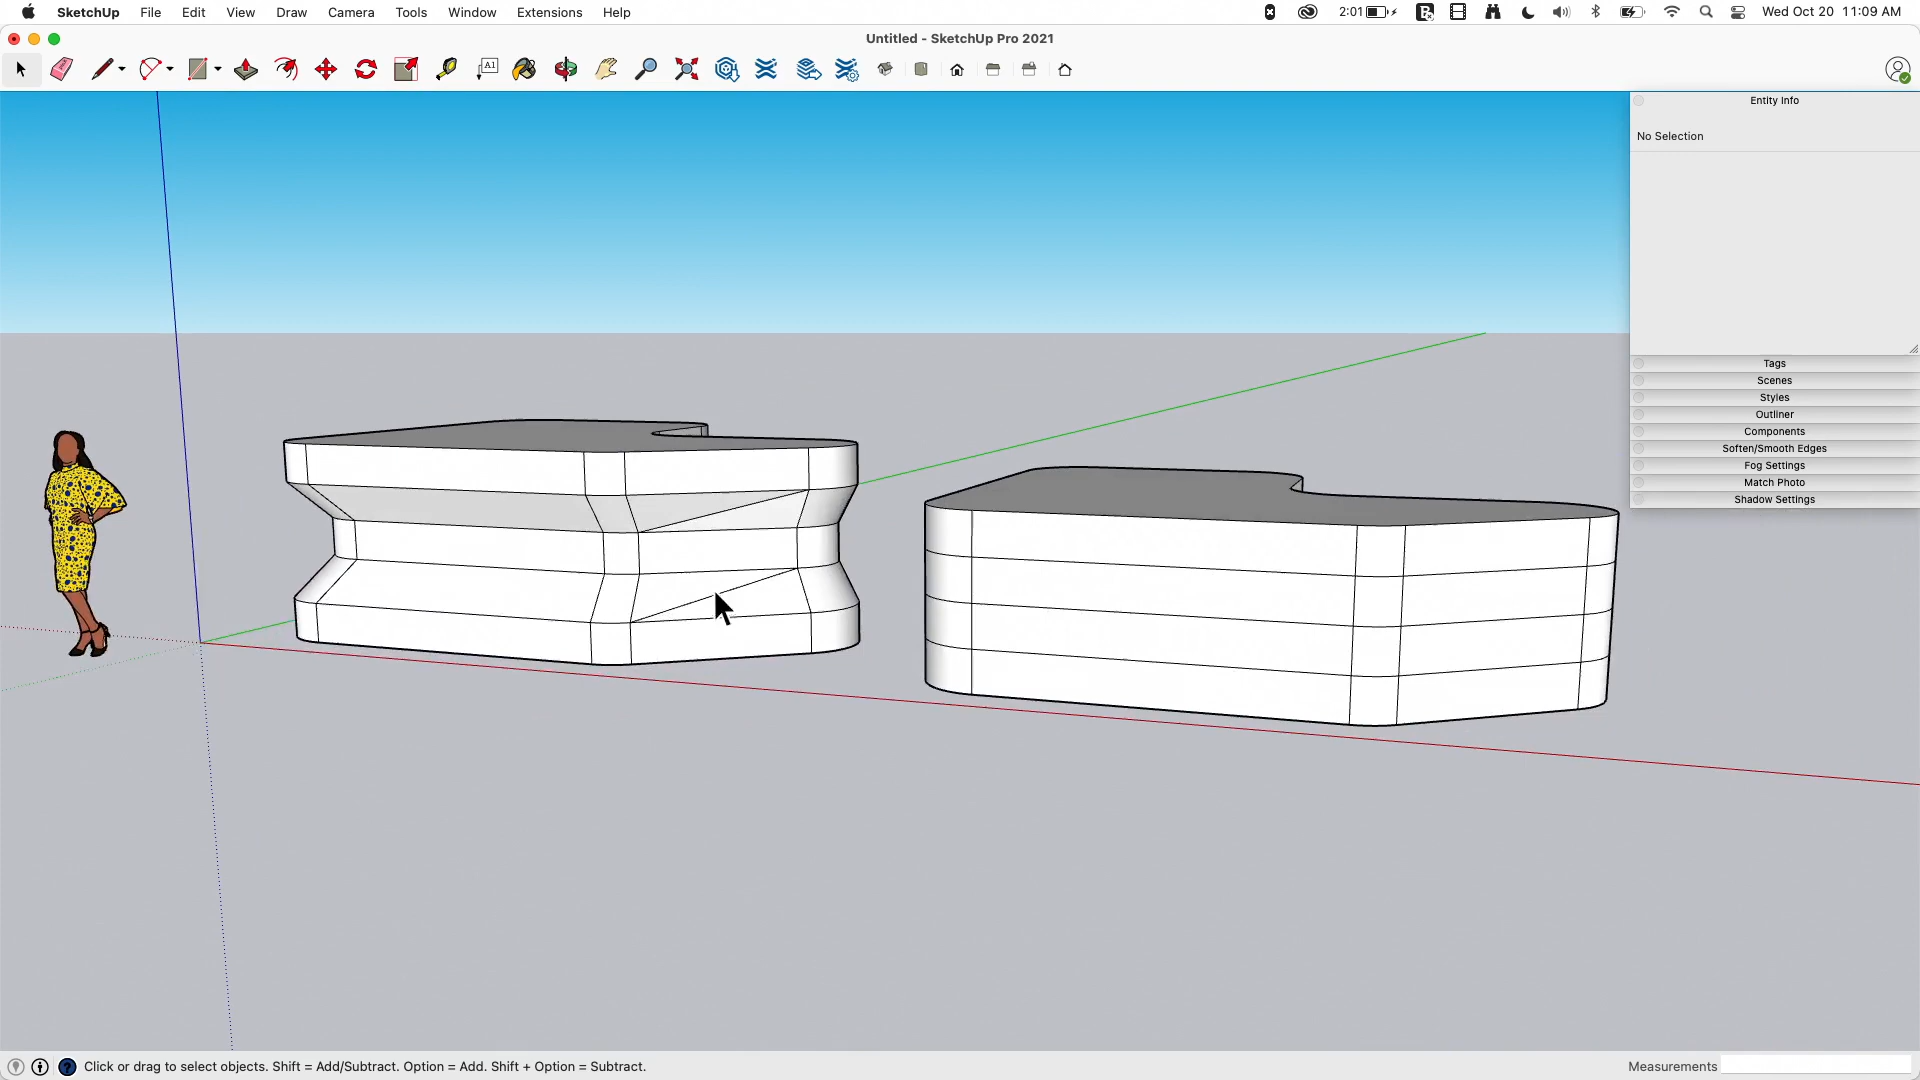 SketchUp File Edit View Draw Camera Tools Window Extensions Help 2:01 Wed Oct 20 11:09 AM
Untitled - SketchUp Pro 2021
A1
Entity Info
No Selection
Tags
Scenes
Styles
Outliner
Components
Soften/Smooth Edges
Fog Settings
Match Photo
Shadow Settings
Click or drag to select objects. Shift = Add/Subtract. Option = Add. Shift + Option = Subtract.
Measurements